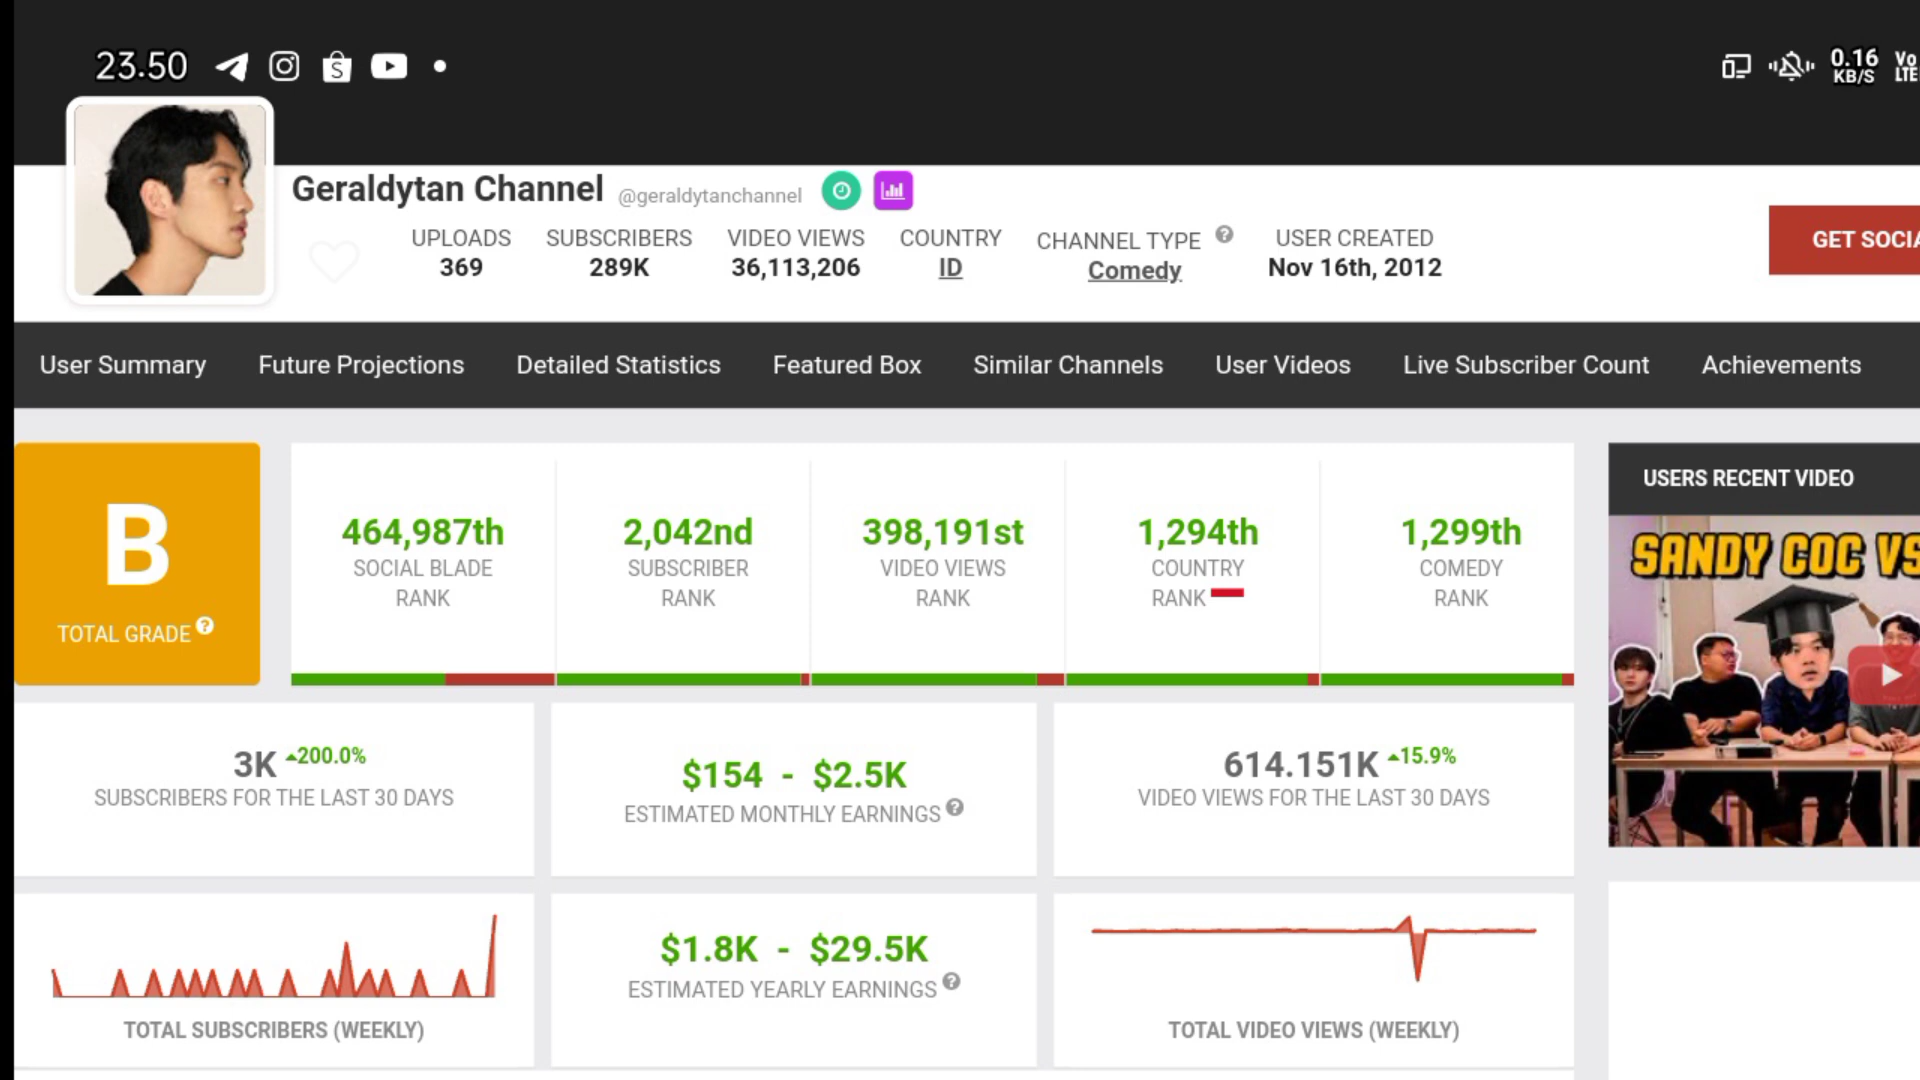 23.50
0.16
KB/S
Vo
LTE
Geraldytan Channel @geraldytanchannel
UPLOADS SUBSCRIBERS VIDEO VIEWS COUNTRY CHANNEL TYPE ? USER CREATED
369 289K 36,113,206 ID Comedy Nov 16th, 2012
GET SOCIA
User Summary Future Projections Detailed Statistics Featured Box Similar Channels User Videos Live Subscriber Count Achievements
B
TOTAL GRADE ?
464,987th
SOCIAL BLADE
RANK
2,042nd
SUBSCRIBER
RANK
398,191st
VIDEO VIEWS
RANK
1,294th
COUNTRY
RANK
1,299th
COMEDY
RANK
USERS RECENT VIDEO
SANDY COC VS
3K 200.0%
SUBSCRIBERS FOR THE LAST 30 DAYS
$154 - $2.5K
ESTIMATED MONTHLY EARNINGS ?
614.151K 15.9%
VIDEO VIEWS FOR THE LAST 30 DAYS
TOTAL SUBSCRIBERS (WEEKLY)
$1.8K - $29.5K
ESTIMATED YEARLY EARNINGS ?
TOTAL VIDEO VIEWS (WEEKLY)